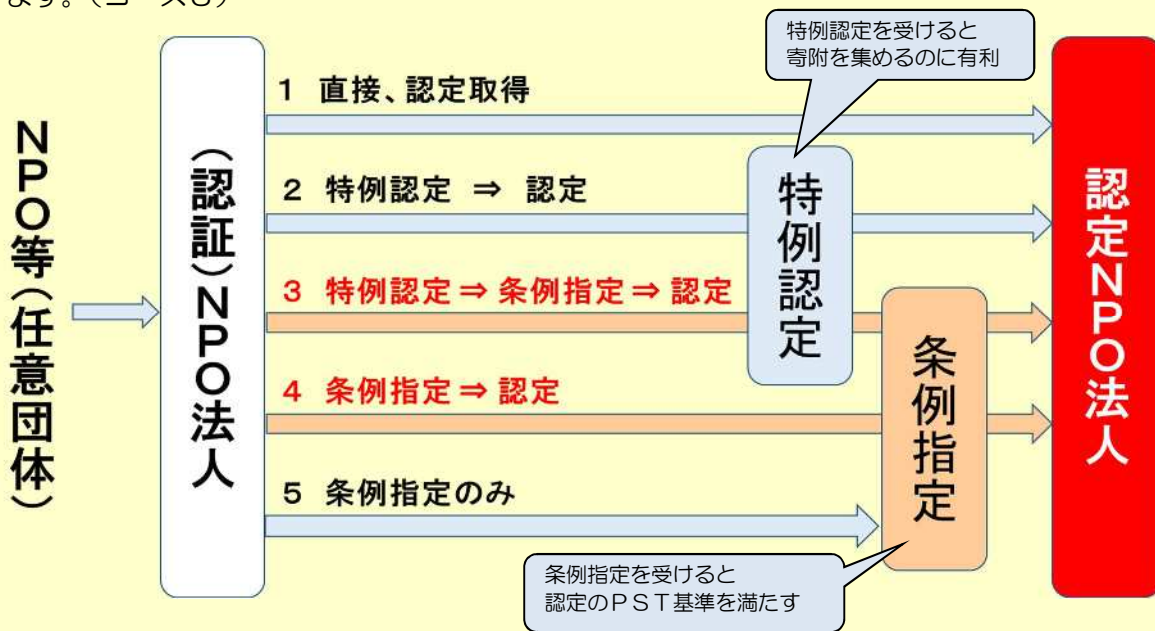 ます。（コース５）
特例認定を受けると
寄附を集めるのに有利
１　直接、認定取得
２　特例認定　⇒　認定
３　特例認定⇒条例指定⇒認定
４　条例指定⇒認定
５　条例指定のみ
ＮＰＯ等（任意団体）
（認証）ＮＰＯ法人
特例認定
条例指定
認定ＮＰＯ法人
条例指定を受けると
認定のＰＳＴ基準を満たす